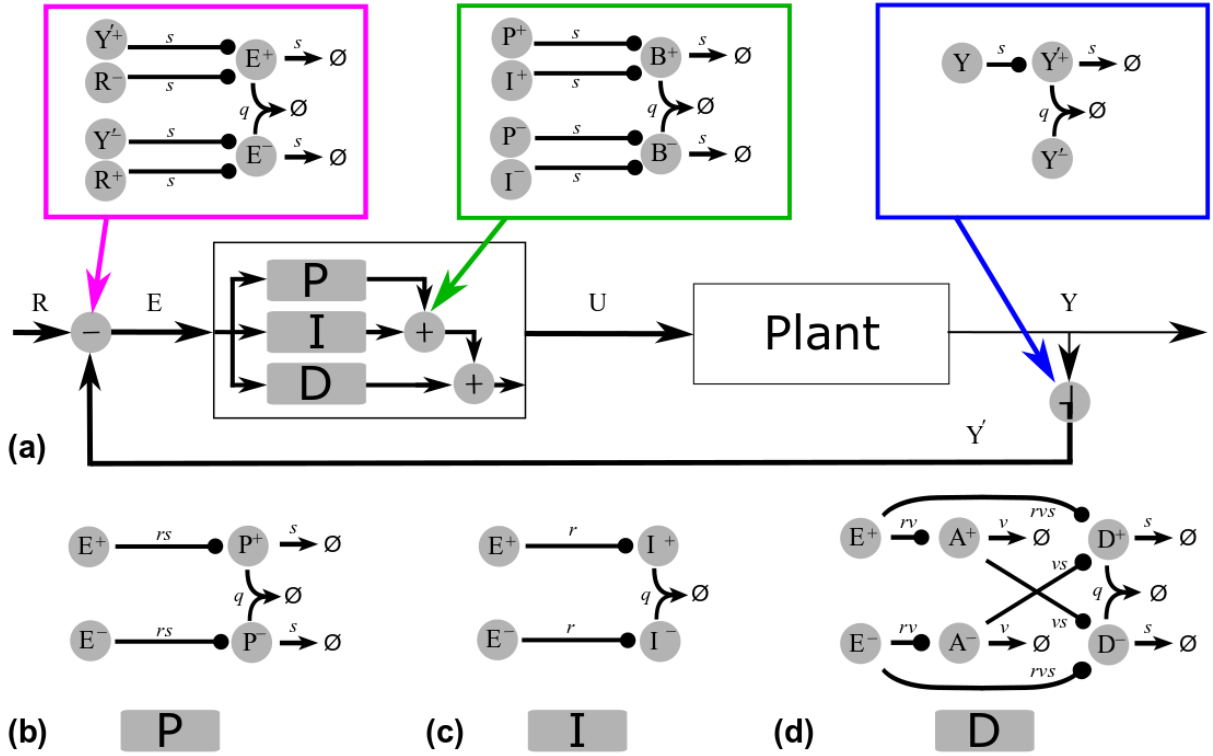 Y′+ s E+ s Ø
R− s q Ø
Y′− s E− s Ø
R+ s
P+ s B+ s Ø
I+ s q Ø
P− s B− s Ø
I− s
Y s Y′+ s Ø
q Ø
Y′−
R − E P I D + + U Plant Y
Y′
(a)
E+ rs P+ s Ø
q Ø
E− rs P− s Ø
(b) P
E+ r I +
q Ø
E− r I −
(c) I
E+ rv A+ v Ø rvs D+ s Ø
vs q Ø
vs
E− rv A− v Ø rvs D− s Ø
(d) D